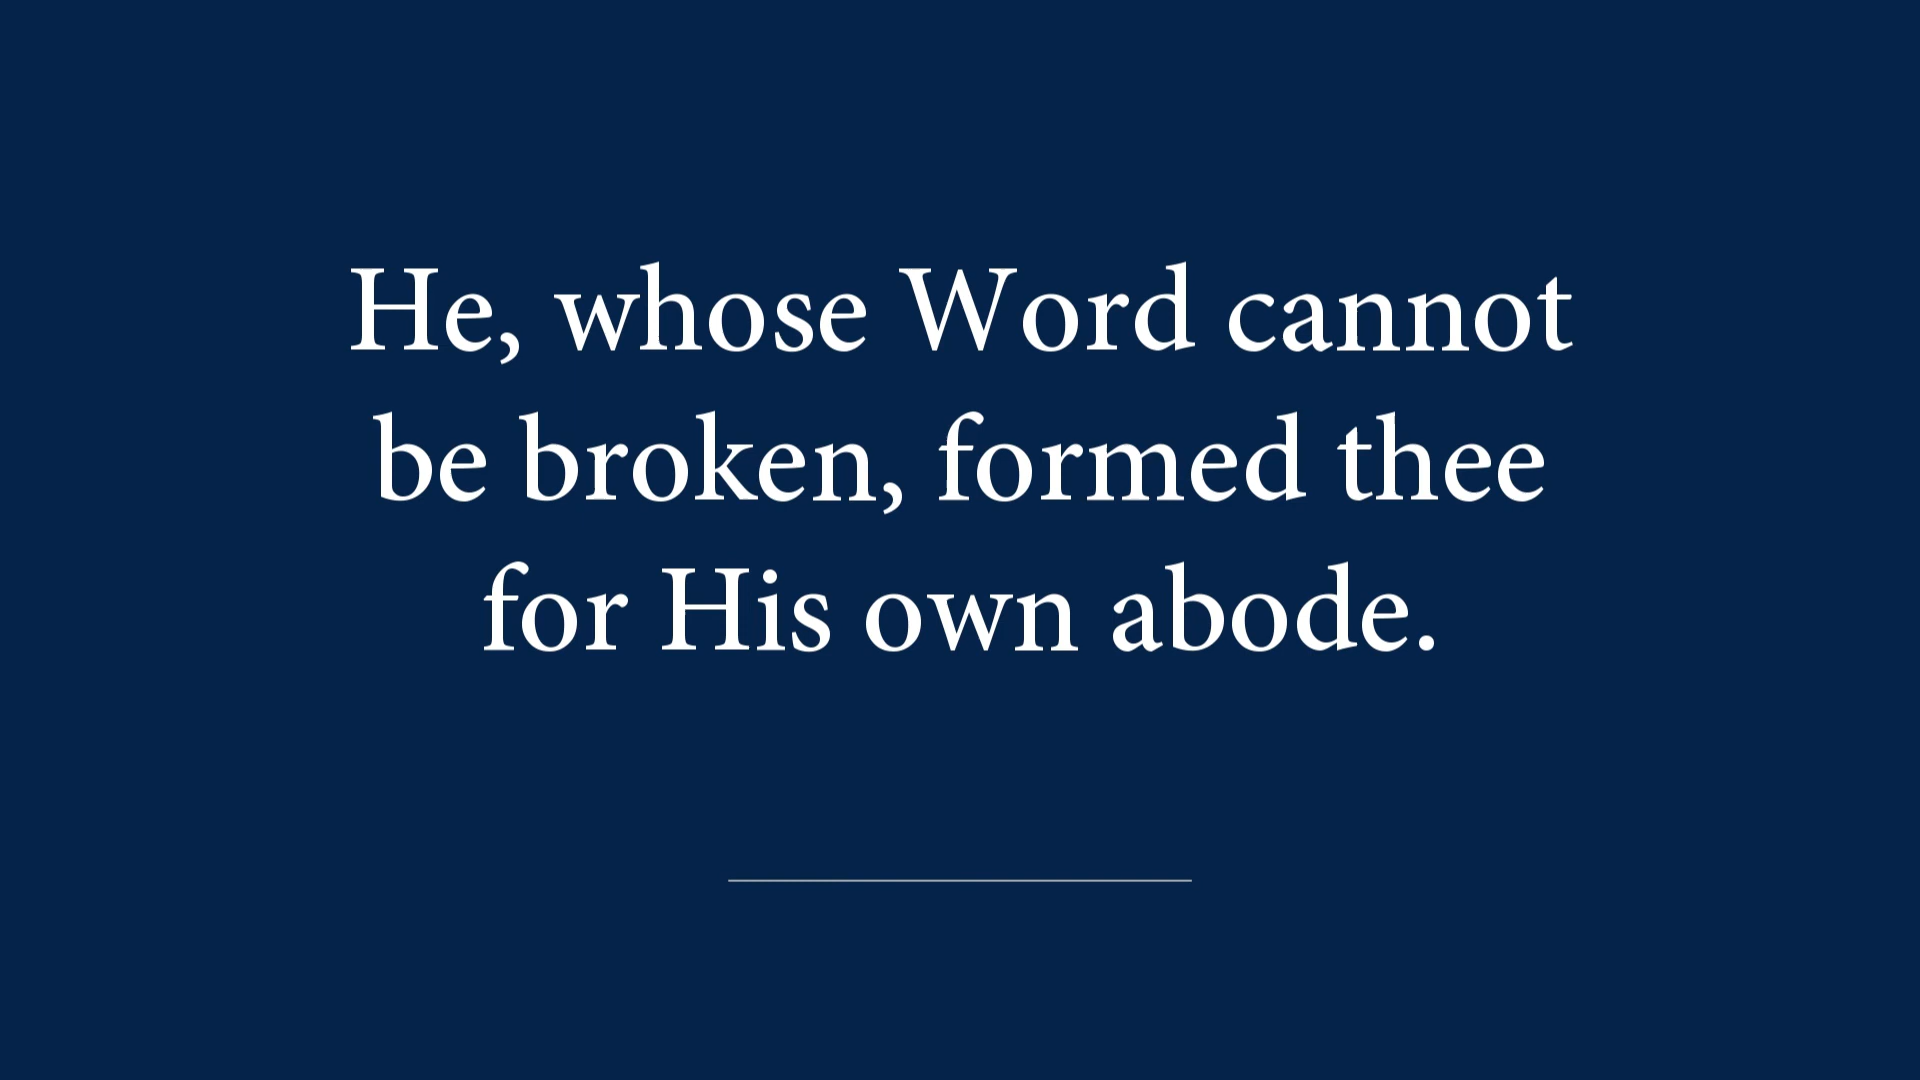 He, whose Word cannot
be broken, formed thee
for His own abode.